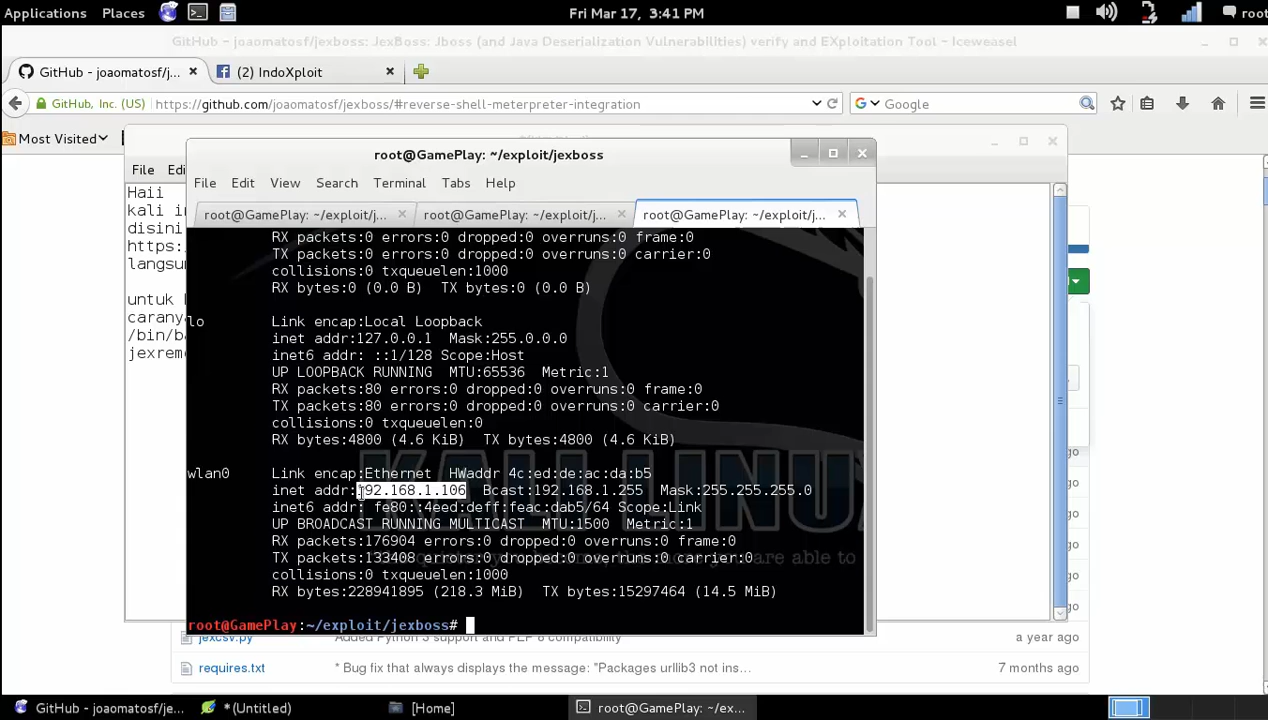 Applications Places Fri Mar 17, 3:41 PM root
GitHub - joaomatosf/jexboss: JexBoss: Jboss (and Java Deserialization Vulnerabilities) verify and EXploitation Tool ~ Iceweasel
GitHub - joaomatosf/j... (2) IndoXploit
GitHub, Inc. (US) https://github.com/joaomatosf/jexboss/#reverse-shell-meterpreter-integration Google
Most Visited
File Edi
Haii
kali in
disini
https:
langsun
untuk
carany
/bin/ba
jexrem
root@GamePlay: ~/exploit/jexboss
File Edit View Search Terminal Tabs Help
root@GamePlay: ~/exploit/j... root@GamePlay: ~/exploit/j... root@GamePlay: ~/exploit/j...
RX packets:0 errors:0 dropped:0 overruns:0 frame:0
TX packets:0 errors:0 dropped:0 overruns:0 carrier:0
collisions:0 txqueuelen:1000
RX bytes:0 (0.0 B) TX bytes:0 (0.0 B)
lo Link encap:Local Loopback
inet addr:127.0.0.1 Mask:255.0.0.0
inet6 addr: ::1/128 Scope:Host
UP LOOPBACK RUNNING MTU:65536 Metric:1
RX packets:80 errors:0 dropped:0 overruns:0 frame:0
TX packets:80 errors:0 dropped:0 overruns:0 carrier:0
collisions:0 txqueuelen:0
RX bytes:4800 (4.6 KiB) TX bytes:4800 (4.6 KiB)
wlan0 Link encap:Ethernet HWaddr 4c:ed:de:ac:da:b5
inet addr:192.168.1.106 Bcast:192.168.1.255 Mask:255.255.255.0
inet6 addr: fe80::4eed:deff:feac:dab5/64 Scope:Link
UP BROADCAST RUNNING MULTICAST MTU:1500 Metric:1
RX packets:176904 errors:0 dropped:0 overruns:0 frame:0
TX packets:133408 errors:0 dropped:0 overruns:0 carrier:0
collisions:0 txqueuelen:1000
RX bytes:228941895 (218.3 MiB) TX bytes:15297464 (14.5 MiB)
root@GamePlay:~/exploit/jexboss#
KALI LINUX
jexcsv.py Added Python 3 support and PEP 8 compatibility a year ago
requires.txt * Bug fix that always displays the message: "Packages urllib3 not ins... 7 months ago
GitHub - joaomatosf/je... *(Untitled) [Home] root@GamePlay: ~/ex...